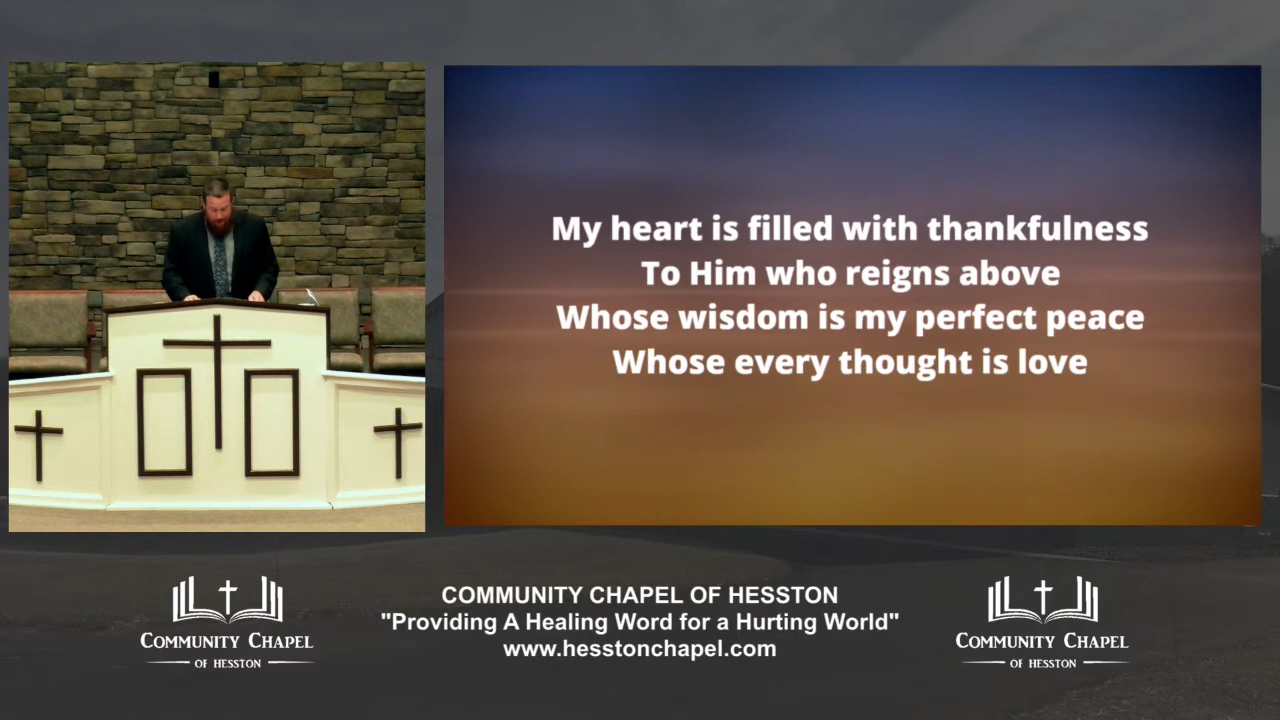 My heart is filled with thankfulness
To Him who reigns above
Whose wisdom is my perfect peace
Whose every thought is love
COMMUNITY CHAPEL
OF HESSTON
COMMUNITY CHAPEL OF HESSTON
"Providing A Healing Word for a Hurting World"
www.hesstonchapel.com
COMMUNITY CHAPEL
OF HESSTON